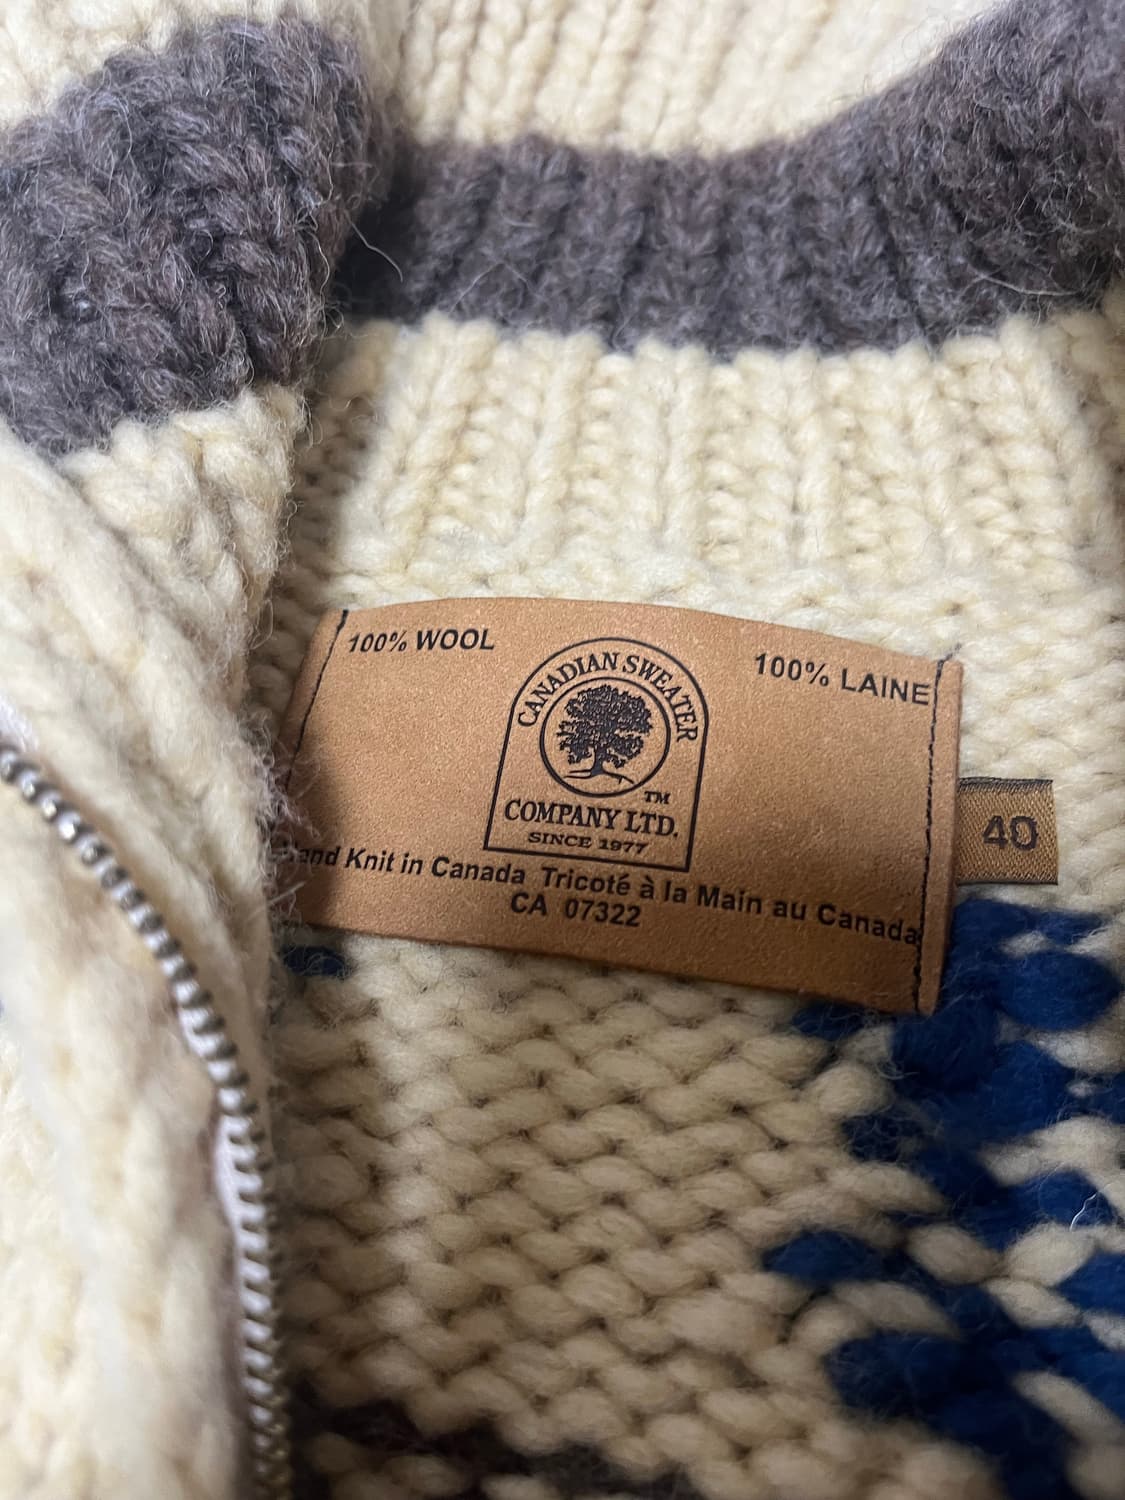 100% WOOL
100% LAINE
CANADIAN SWEATER
TM
COMPANY LTD.
SINCE 1977
Knit in Canada Tricoté à la Main au Canada
CA 07322
40